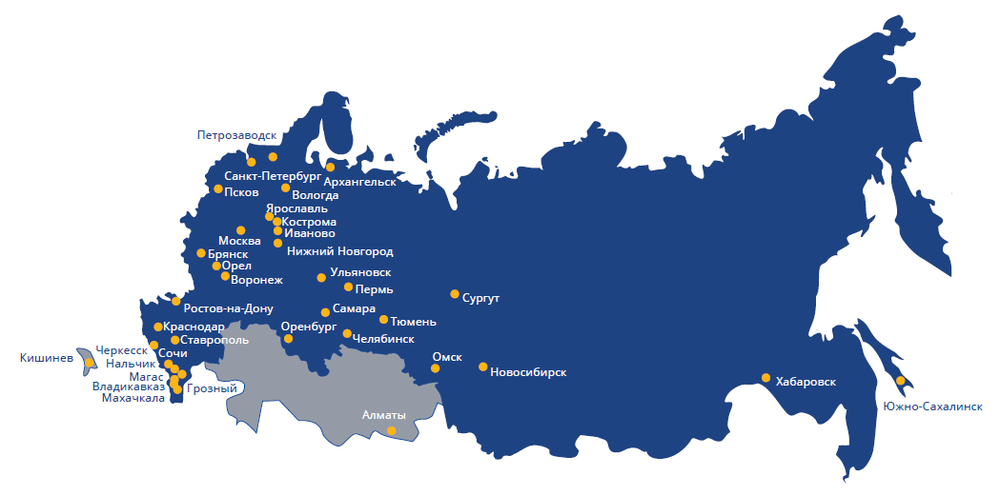 Петрозаводск
Санкт-Петербург
Архангельск
Псков
Вологда
Ярославль
Кострома
Иваново
Москва
Нижний Новгород
Брянск
Орел
Ульяновск
Воронеж
Пермь
Сургут
Ростов-на-Дону
Самара
Тюмень
Краснодар
Оренбург
Ставрополь
Челябинск
Черкесск
Сочи
Кишинев
Нальчик
Омск
Новосибирск
Магас
Хабаровск
Владикавказ
Грозный
Махачкала
Южно-Сахалинск
Алматы